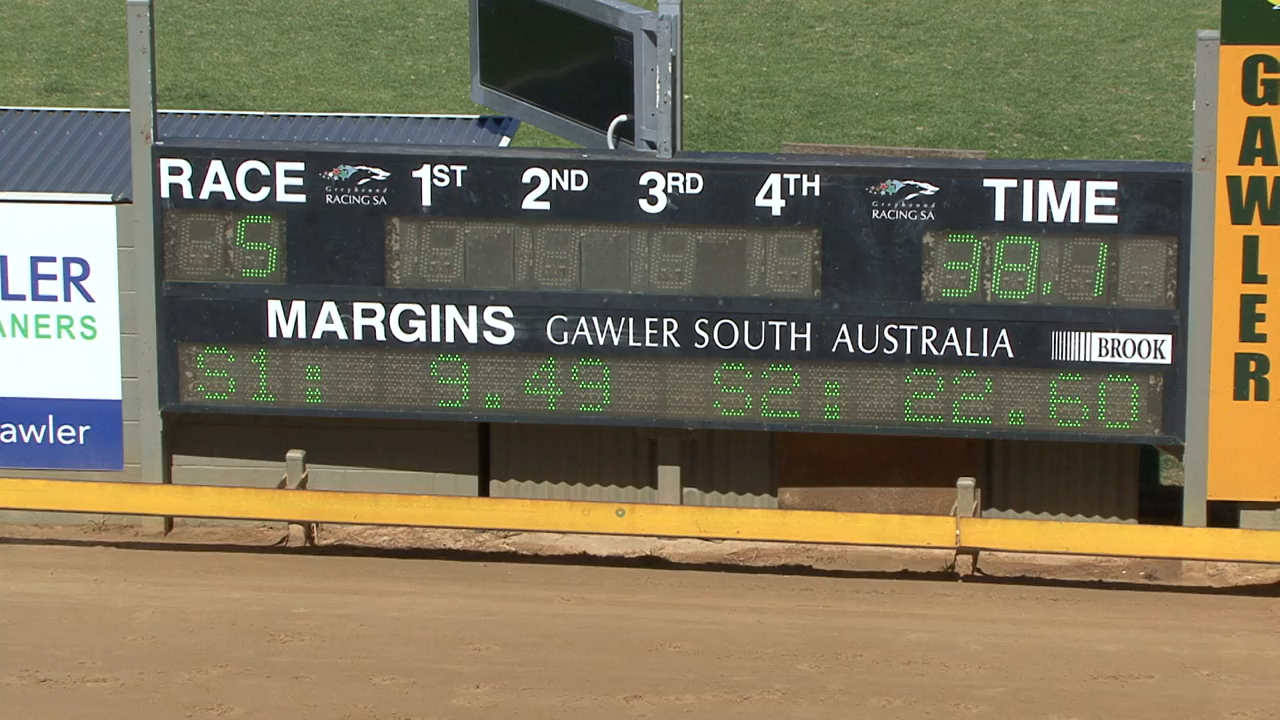 RACE
Greyhound
RACING SA
1ST 2ND 3RD 4TH
Greyhound
RACING SA
TIME
5
38.1
MARGINS GAWLER SOUTH AUSTRALIA BROOK
S1: 9.49 S2: 22.60
LER
ANERS
awler
GAWLER